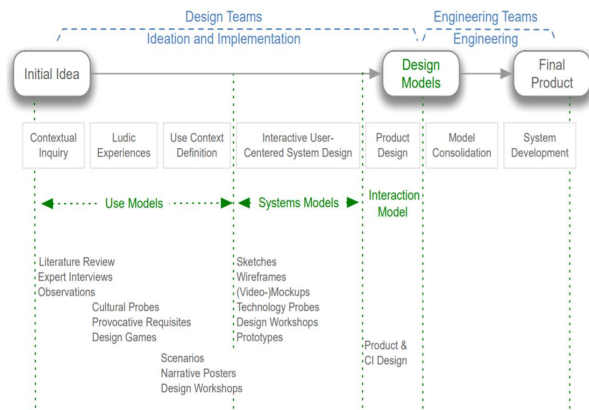 Design Teams
Engineering Teams
Ideation and Implementation
Engineering
Initial Idea
Design
Models
Final
Product
Contextual
Inquiry
Ludic
Experiences
Use Context
Definition
Interactive User-
Centered System Design
Product
Design
Model
Consolidation
System
Development
Use Models
Systems Models
Interaction
Model
Literature Review
Expert Interviews
Observations
Cultural Probes
Provocative Requisites
Design Games
Scenarios
Narrative Posters
Design Workshops
Sketches
Wireframes
(Video-)Mockups
Technology Probes
Design Workshops
Prototypes
Product &
CI Design